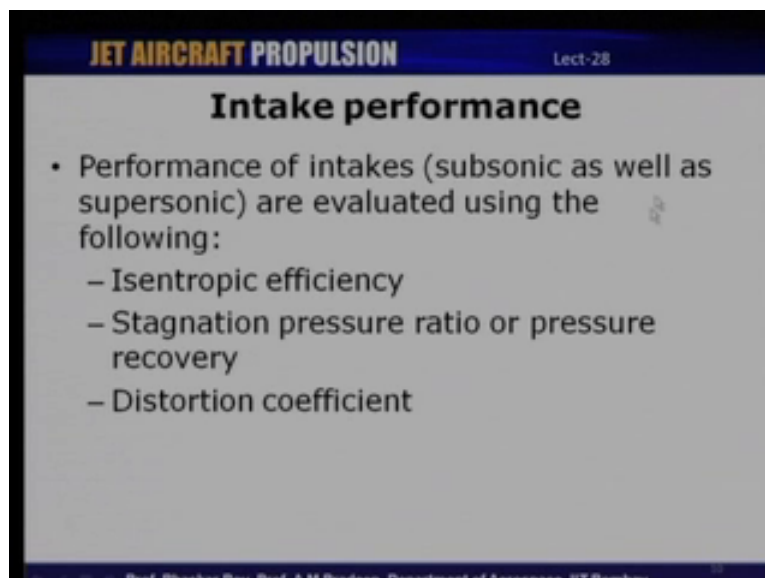 JET AIRCRAFT PROPULSION Lect-28
Intake performance
• Performance of intakes (subsonic as well as
supersonic) are evaluated using the
following:
– Isentropic efficiency
– Stagnation pressure ratio or pressure
recovery
– Distortion coefficient